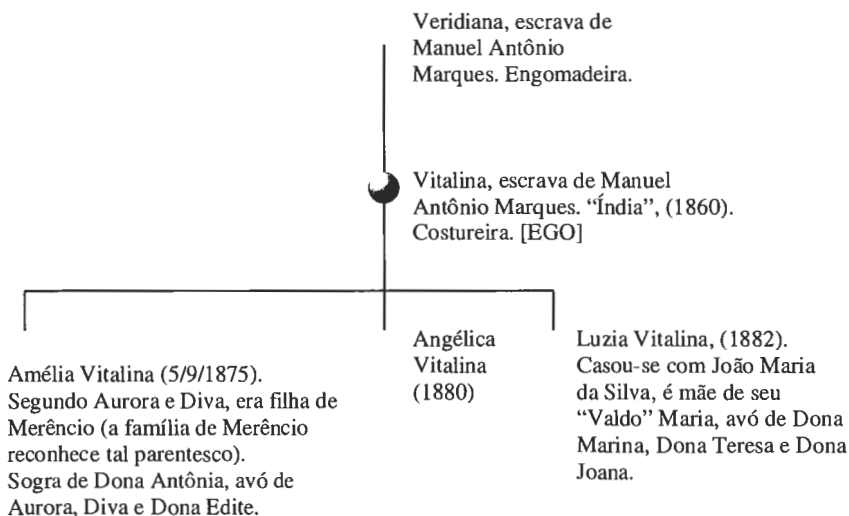 Veridiana, escrava de
Manuel Antônio
Marques. Engomadeira.
Vitalina, escrava de Manuel
Antônio Marques. “Índia”, (1860).
Costureira. [EGO]
Amélia Vitalina (5/9/1875).
Segundo Aurora e Diva, era filha de
Merêncio (a família de Merêncio
reconhece tal parentesco).
Sogra de Dona Antônia, avó de
Aurora, Diva e Dona Edite.
Angélica
Vitalina
(1880)
Luzia Vitalina, (1882).
Casou-se com João Maria
da Silva, é mãe de seu
“Valdo” Maria, avó de Dona
Marina, Dona Teresa e Dona
Joana.